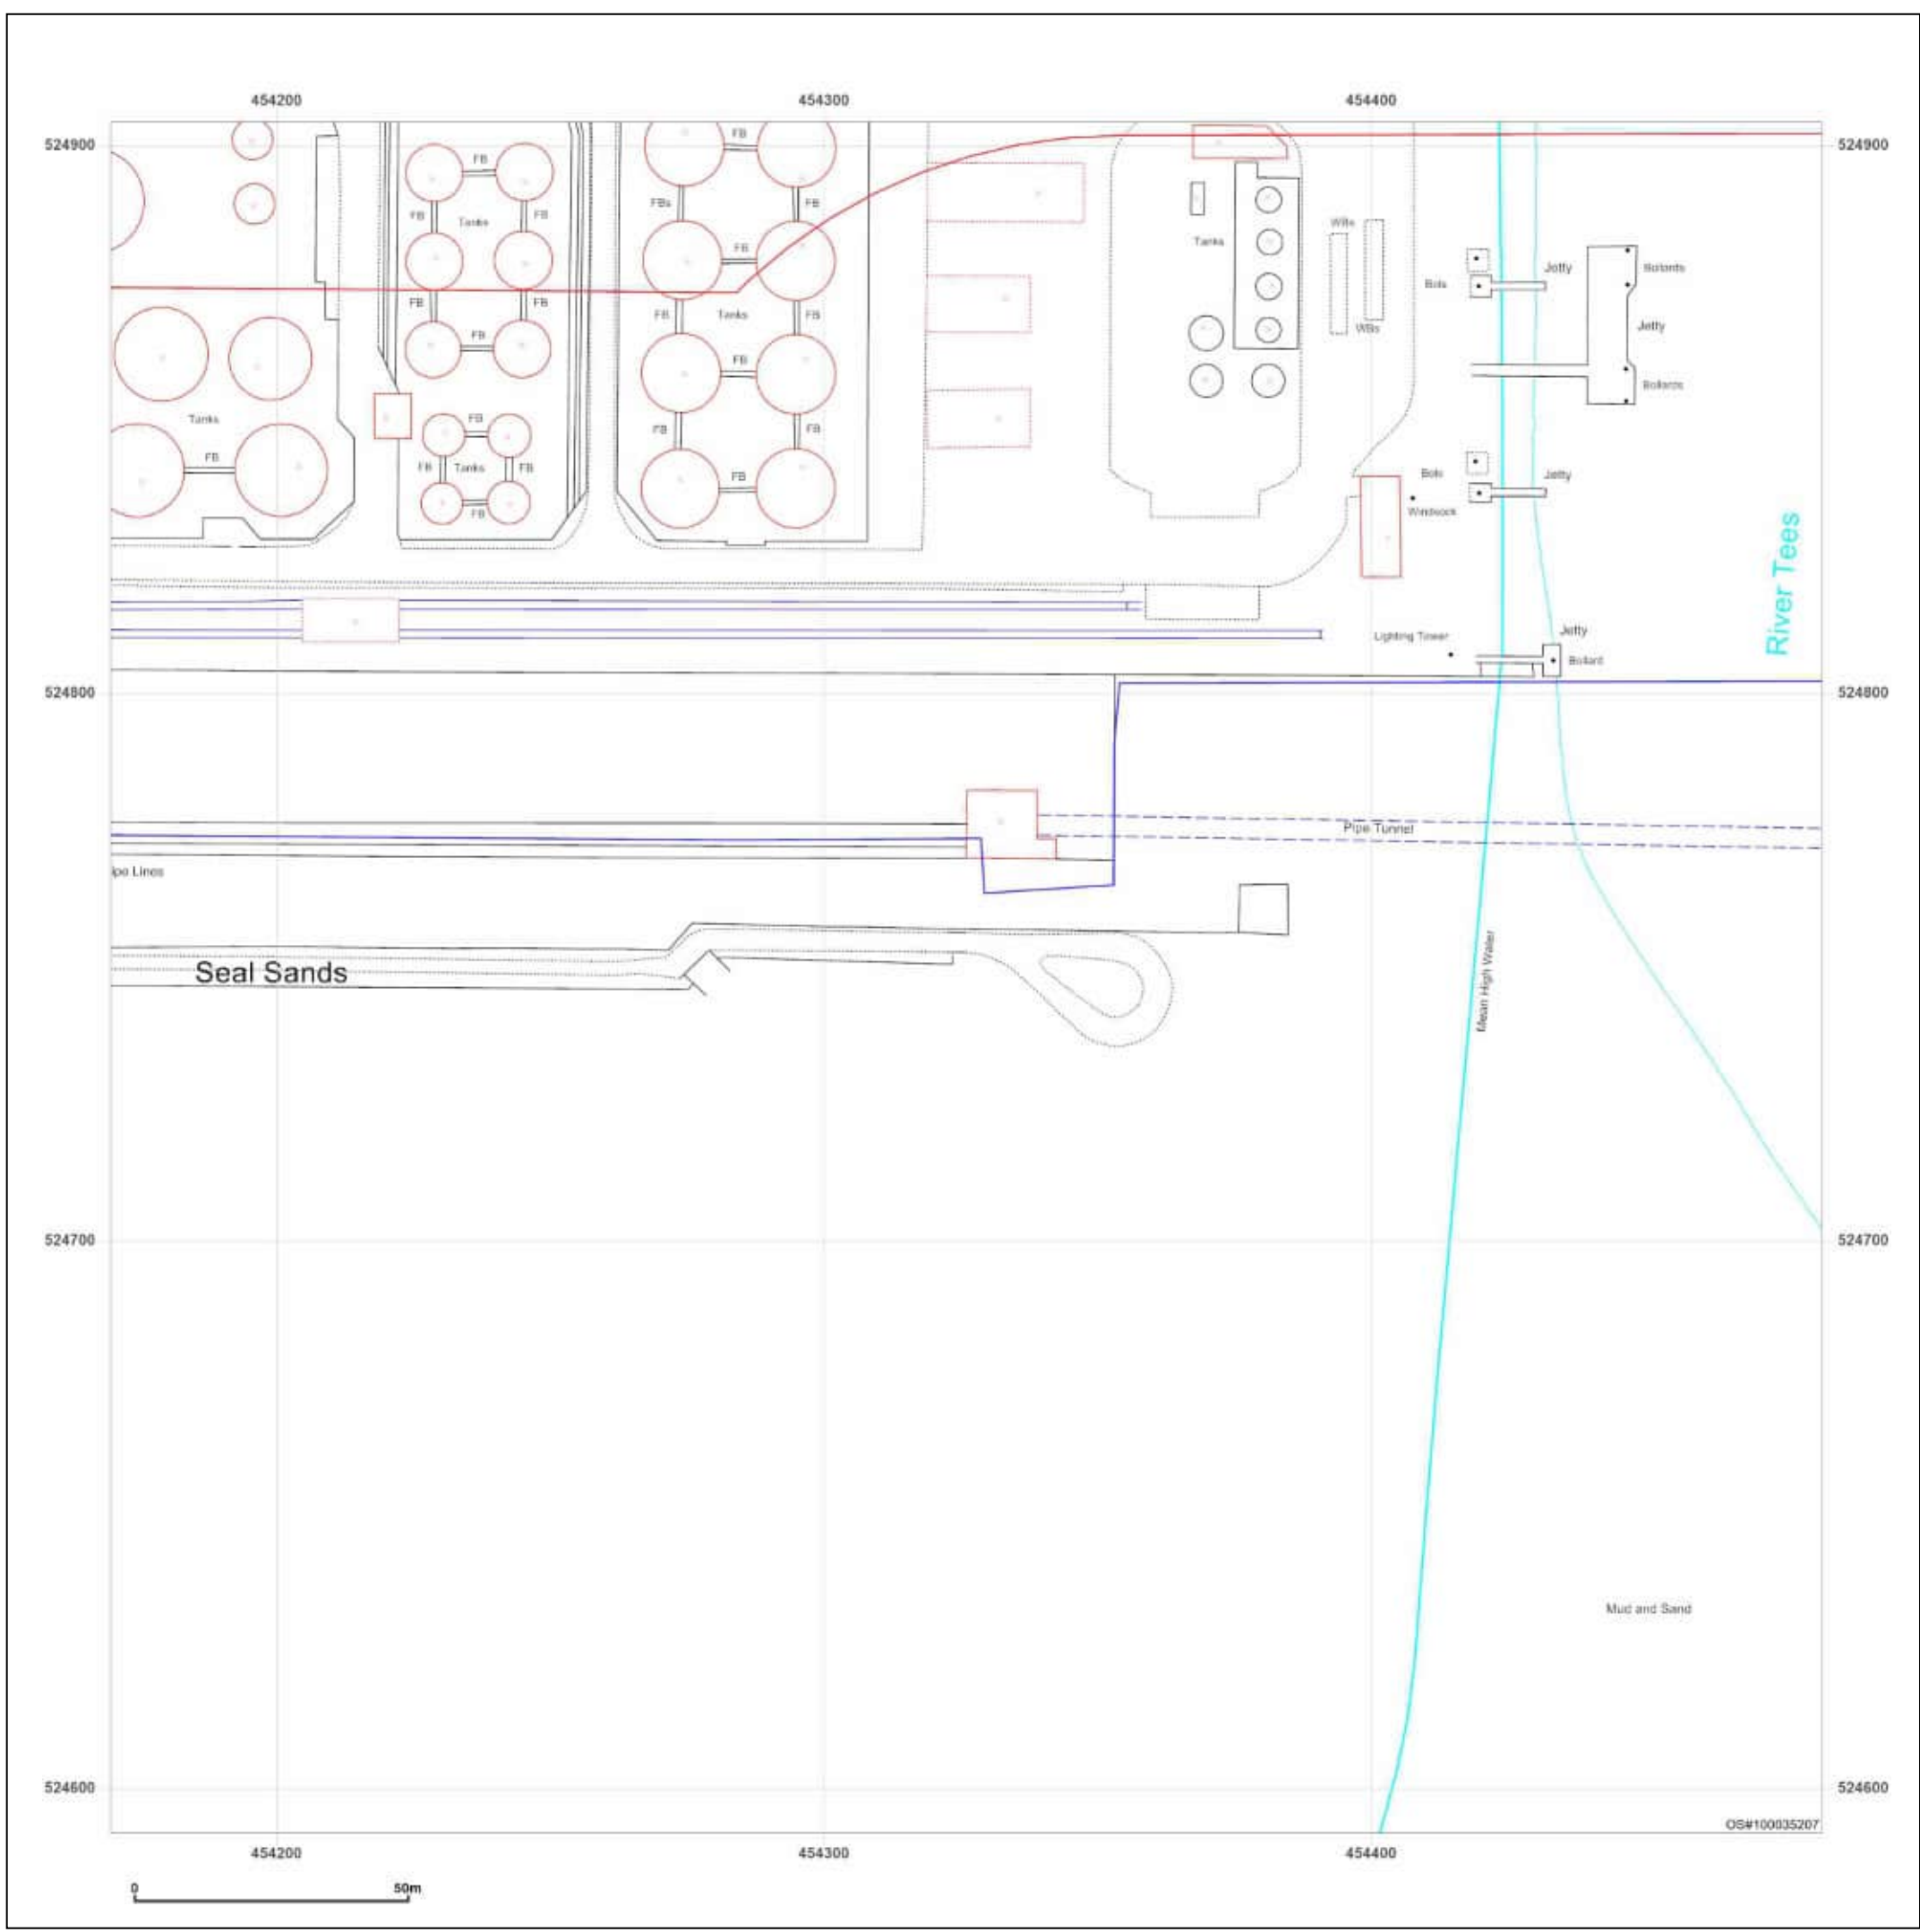 454200 454300 454400
524900 524900
FB
FB
FBs FB
FB Tanks FB
WBs
Tanks
FB
Jetty Bollards
Bols
FB FB
FB Tanks FB
WBs Jetty
FB
FB
Bollards
Tanks
FB
FB FB
FB
Bols Jetty
FB Tanks FB
FB
Windsock
FB
River Tees
Jetty
Lighting Tower
Bollard
524800 524800
Pipe Tunnel
ipe Lines
Seal Sands
Mean High Water
524700 524700
Mud and Sand
524600 524600
OS#100035207
454200 454300 454400
0 50m